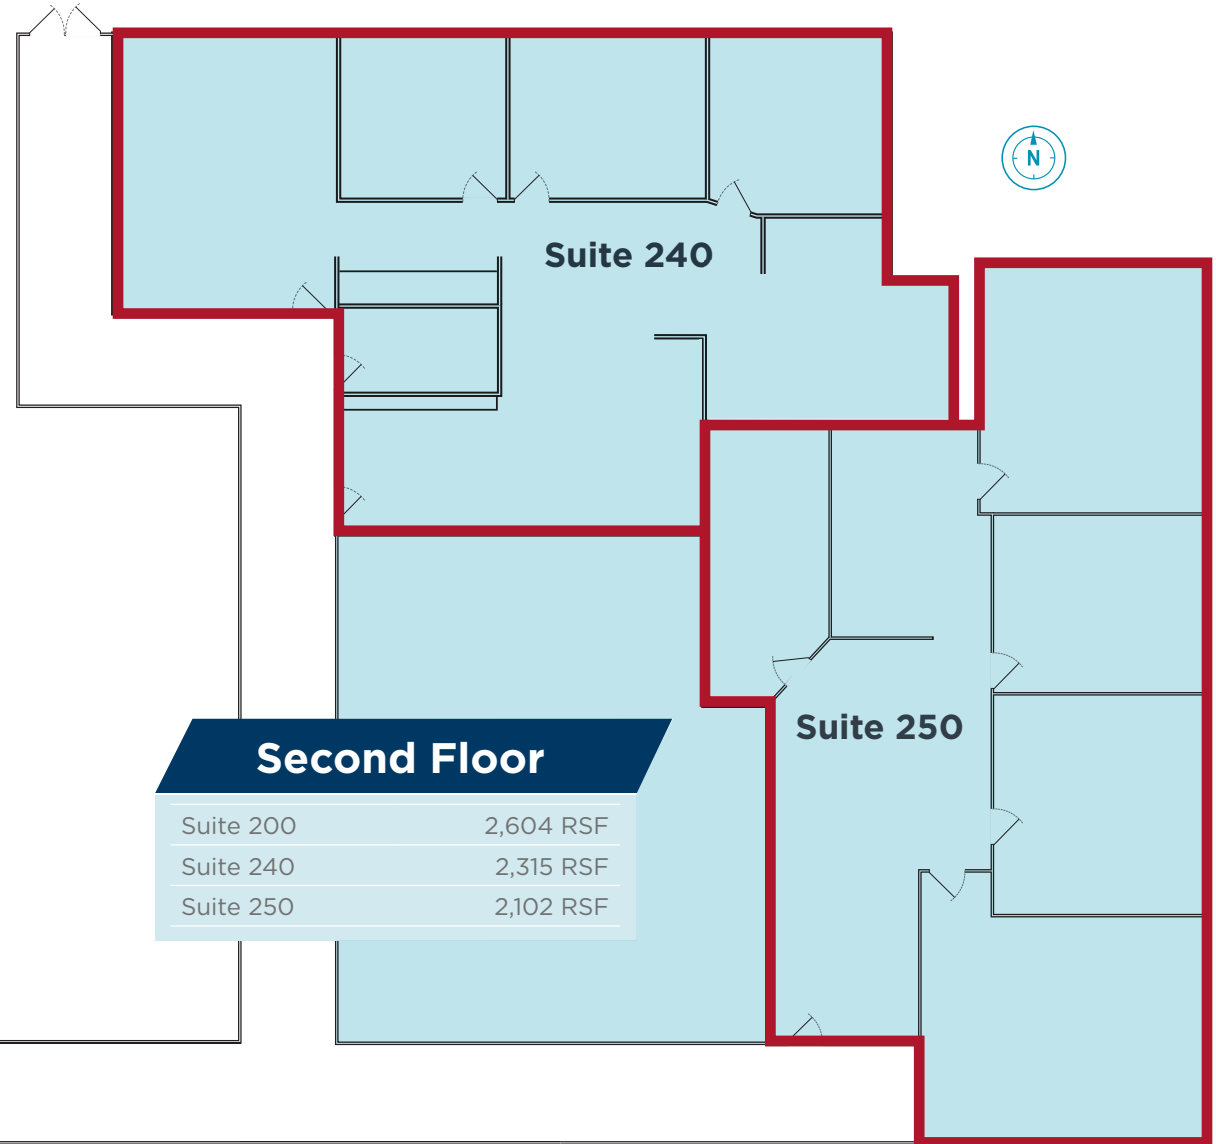 N
Suite 240
Suite 250
Second Floor
Suite 200 2,604 RSF
Suite 240 2,315 RSF
Suite 250 2,102 RSF